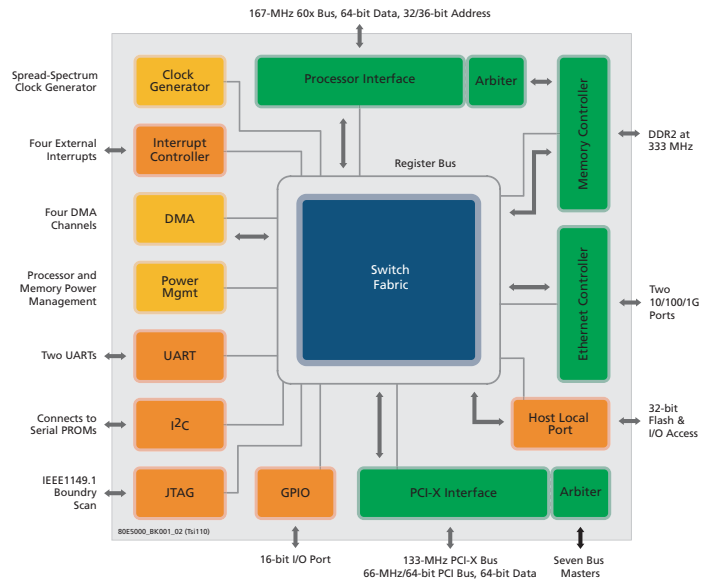 167-MHz 60x Bus, 64-bit Data, 32/36-bit Address
Spread-Spectrum
Clock Generator
Clock
Generator
Processor Interface
Arbiter
Memory Controller
DDR2 at
333 MHz
Four External
Interrupts
Interrupt
Controller
Register Bus
Four DMA
Channels
DMA
Switch
Fabric
Processor and
Memory Power
Management
Power
Mgmt
Ethernet Controller
Two
10/100/1G
Ports
Two UARTs
UART
Connects to
Serial PROMs
I2C
Host Local
Port
32-bit
Flash &
I/O Access
IEEE1149.1
Boundry
Scan
JTAG
GPIO
PCI-X Interface
Arbiter
80E5000_BK001_02 (Tsi110)
16-bit I/O Port
133-MHz PCI-X Bus
66-MHz/64-bit PCI Bus, 64-bit Data
Seven Bus
Masters